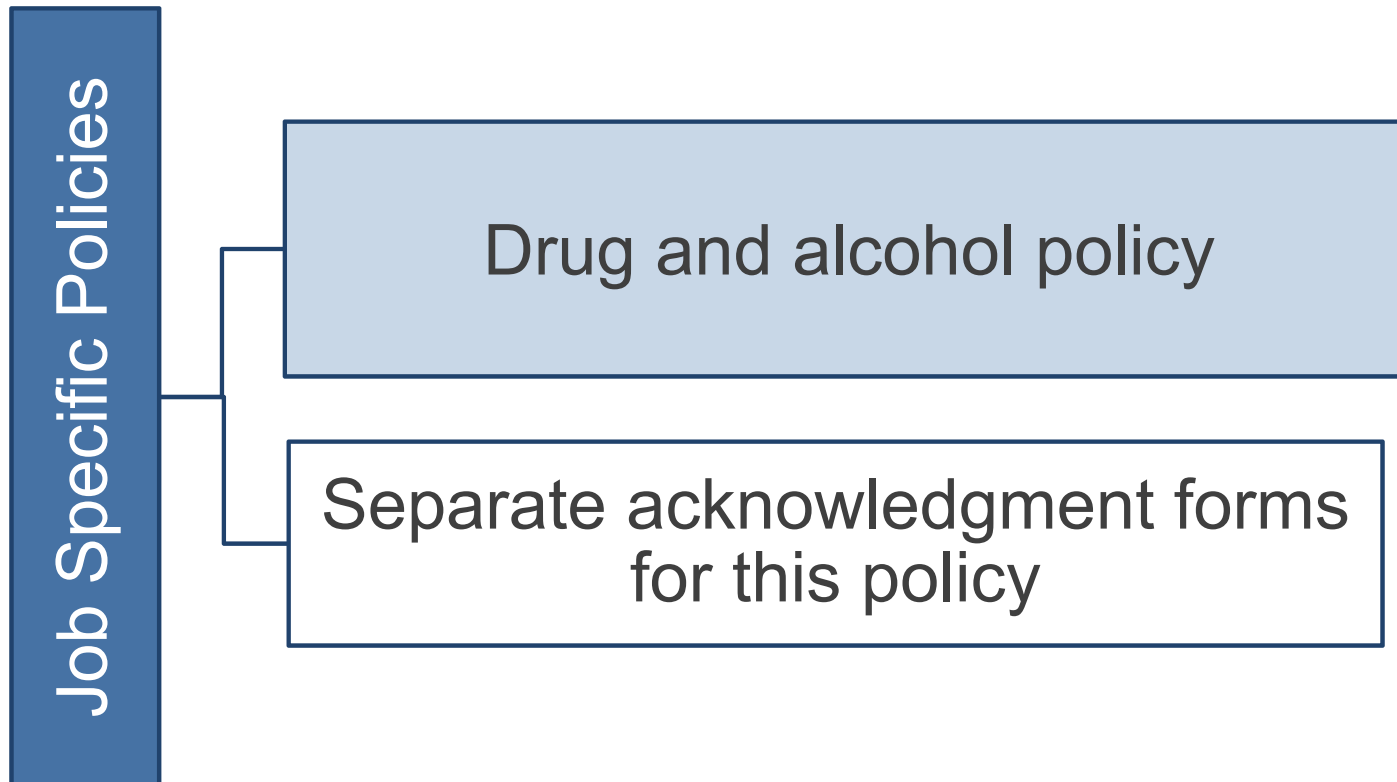 Job Specific Policies
Drug and alcohol policy
Separate acknowledgment forms
for this policy